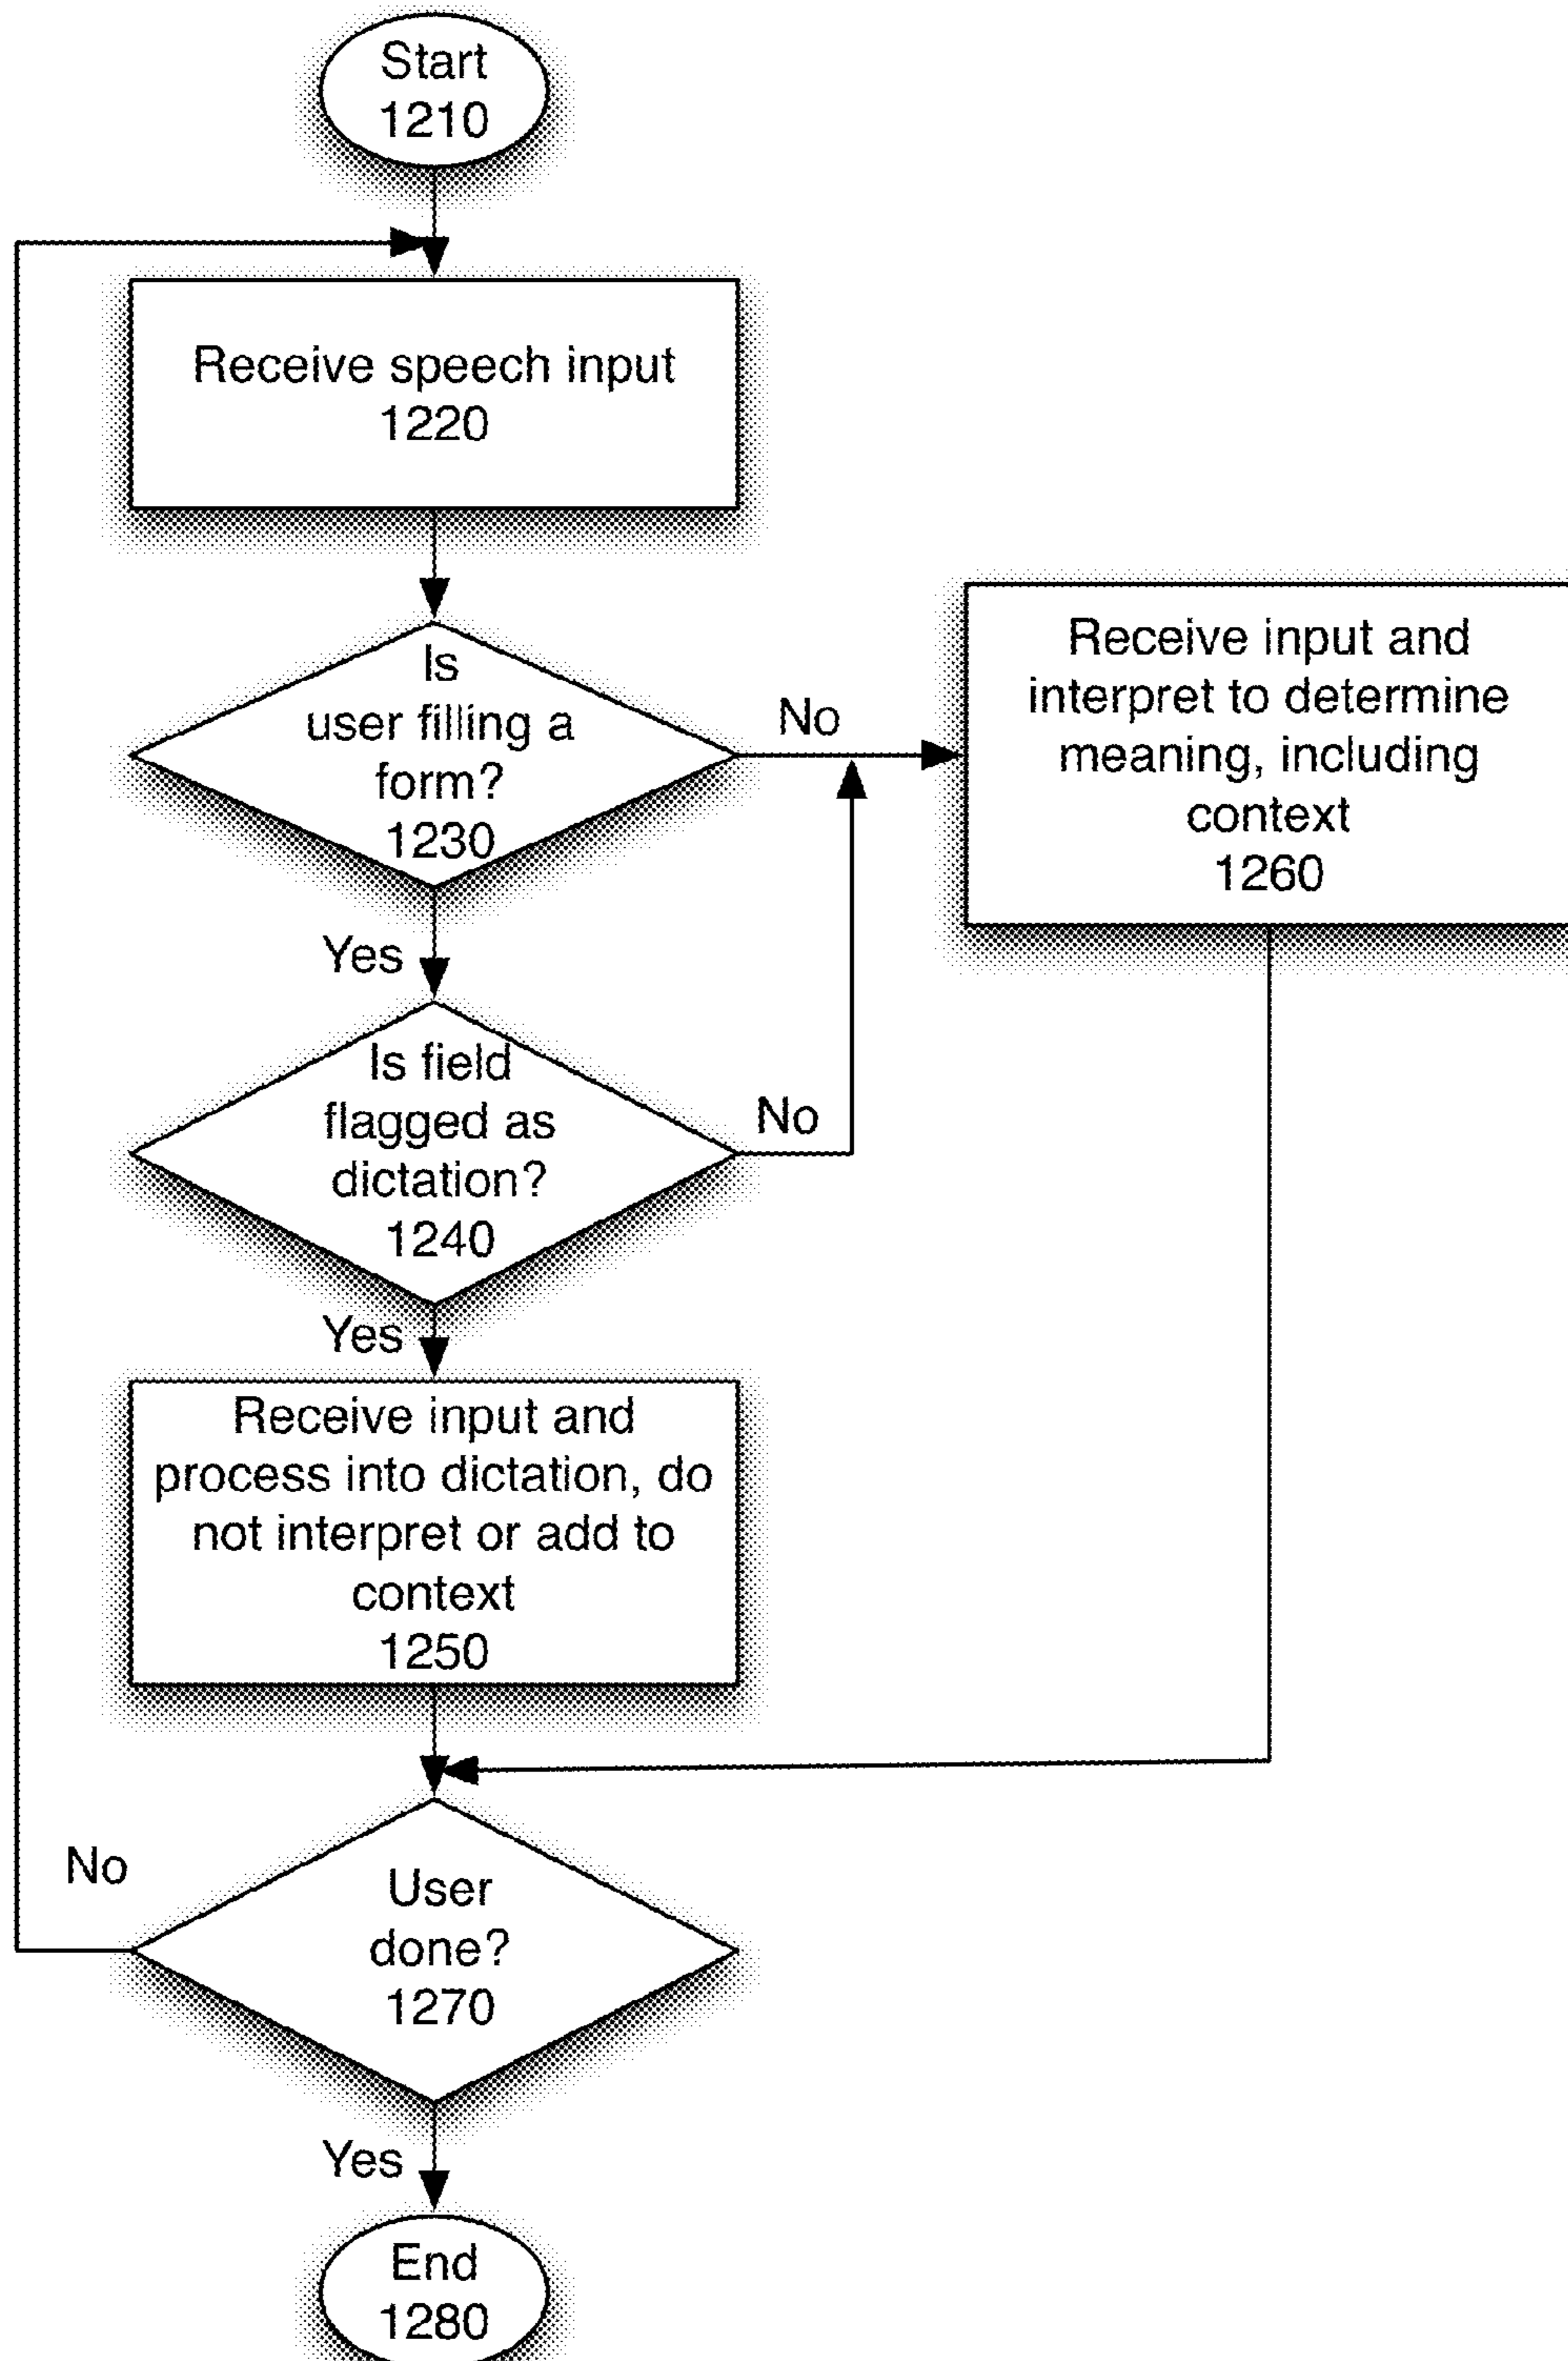 Start
1210
Receive speech input
1220
Is
user filling a
form?
1230
No
Receive input and
interpret to determine
meaning, including
context
1260
Yes
Is field
flagged as
dictation?
1240
No
Yes
Receive input and
process into dictation, do
not interpret or add to
context
1250
User
done?
1270
No
Yes
End
1280